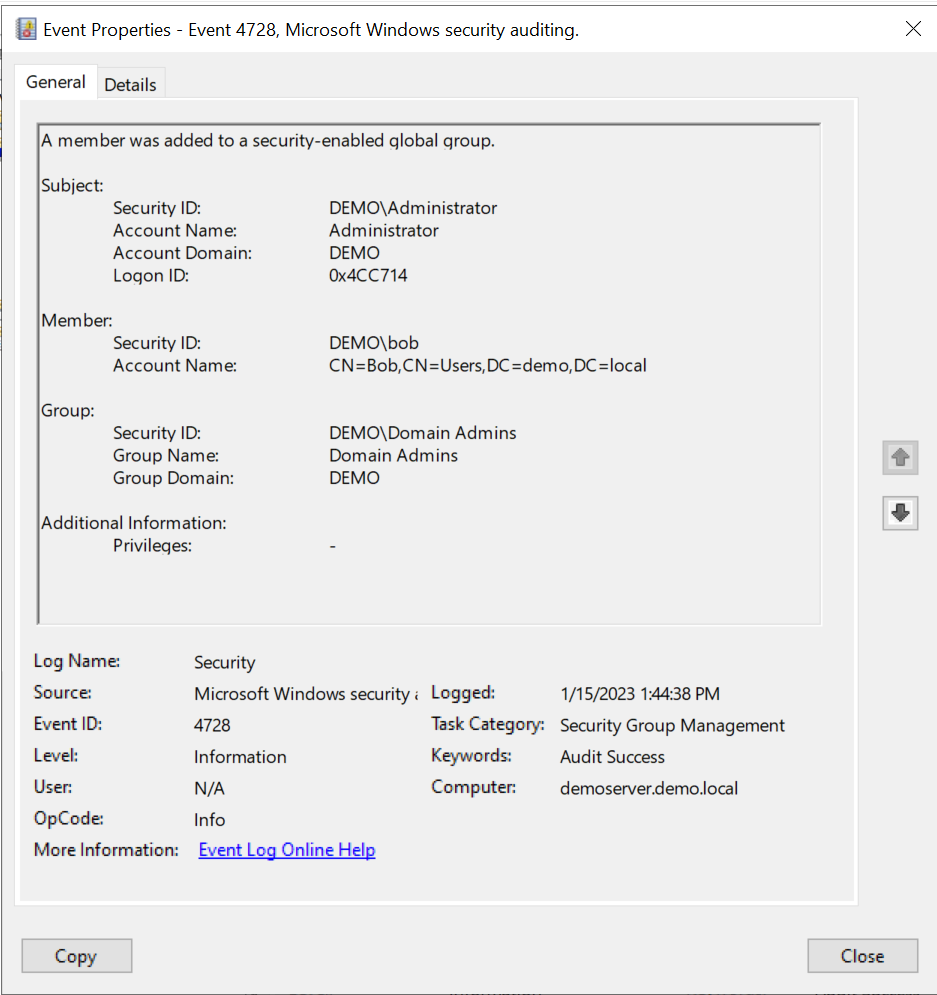 Event Properties - Event 4728, Microsoft Windows security auditing.
General Details
A member was added to a security-enabled global group.
Subject:
Security ID: DEMO\Administrator
Account Name: Administrator
Account Domain: DEMO
Logon ID: 0x4CC714
Member:
Security ID: DEMO\bob
Account Name: CN=Bob,CN=Users,DC=demo,DC=local
Group:
Security ID: DEMO\Domain Admins
Group Name: Domain Admins
Group Domain: DEMO
Additional Information:
Privileges: -
Log Name: Security
Source: Microsoft Windows security Logged: 1/15/2023 1:44:38 PM
Event ID: 4728 Task Category: Security Group Management
Level: Information Keywords: Audit Success
User: N/A Computer: demoserver.demo.local
OpCode: Info
More Information: Event Log Online Help
Copy Close